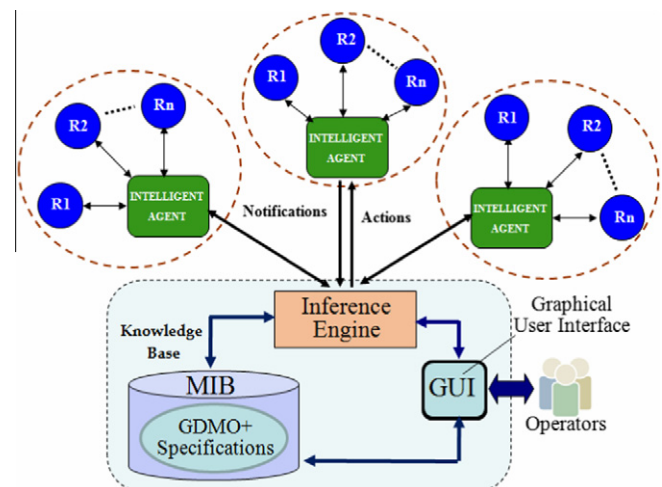 R2
R1
Rn
INTELLIGENT
AGENT
Rn
R2
R1
INTELLIGENT
AGENT
R1
R2
Rn
INTELLIGENT
AGENT
Notifications
Actions
Inference
Engine
Graphical
User Interface
Knowledge
Base
MIB
GDMO+
Specifications
GUI
Operators